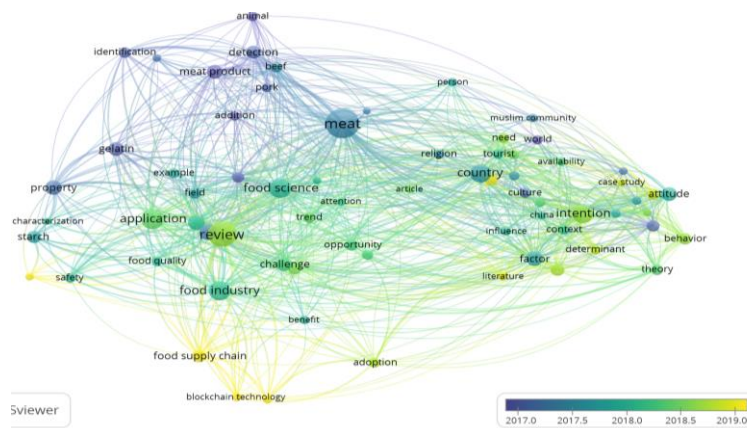 animal
identification
detection
beef
meat product
pork
person
addition
meat
muslim community
need
world
gelatin
religion
tourist
availability
example
country
property
field
food science
article
culture
case study
attitude
attention
characterization
application
trend
china
intention
starch
review
influence
context
behavior
opportunity
determinant
food quality
challenge
factor
safety
literature
theory
food industry
benefit
food supply chain
adoption
blockchain technology
Sviewer
2017.0 2017.5 2018.0 2018.5 2019.0